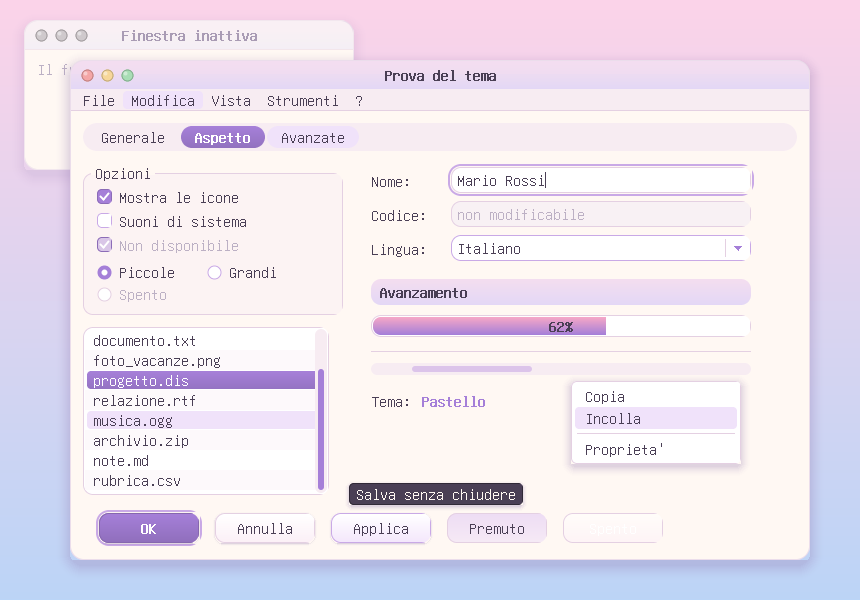 Finestra inattiva
Il f
Prova del tema
File Modifica Vista Strumenti ?
Generale Aspetto Avanzate
Opzioni
Mostra le icone
Suoni di sistema
Non disponibile
Piccole Grandi
Spento
Nome: Mario Rossi
Codice: non modificabile
Lingua: Italiano
Avanzamento
62%
documento.txt
foto_vacanze.png
progetto.dis
relazione.rtf
musica.ogg
archivio.zip
note.md
rubrica.csv
Tema: Pastello
Copia
Incolla
Proprieta'
Salva senza chiudere
OK Annulla Applica Premuto